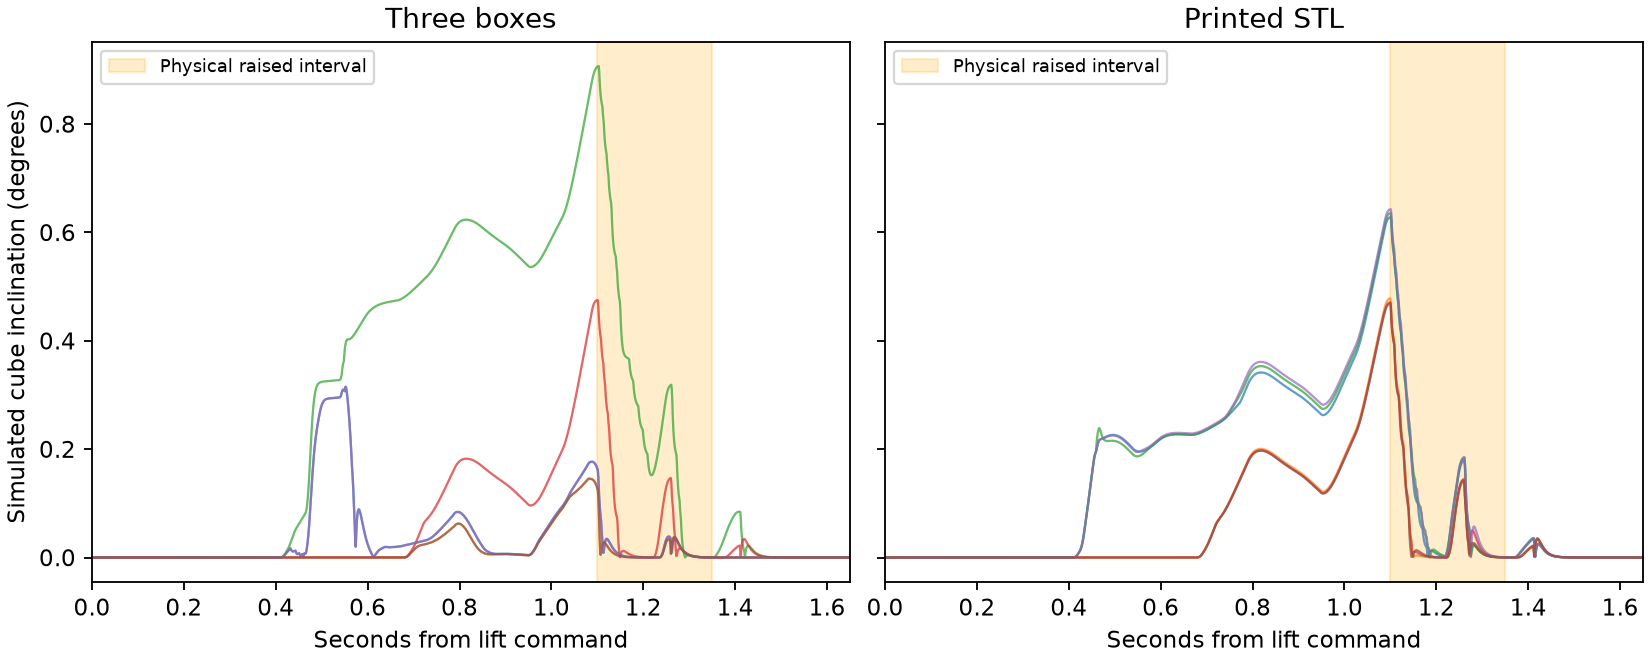 Three boxes
Printed STL
Physical raised interval
Physical raised interval
Simulated cube inclination (degrees)
0.8
0.6
0.4
0.2
0.0
0.0 0.2 0.4 0.6 0.8 1.0 1.2 1.4 1.6
0.0 0.2 0.4 0.6 0.8 1.0 1.2 1.4 1.6
Seconds from lift command
Seconds from lift command